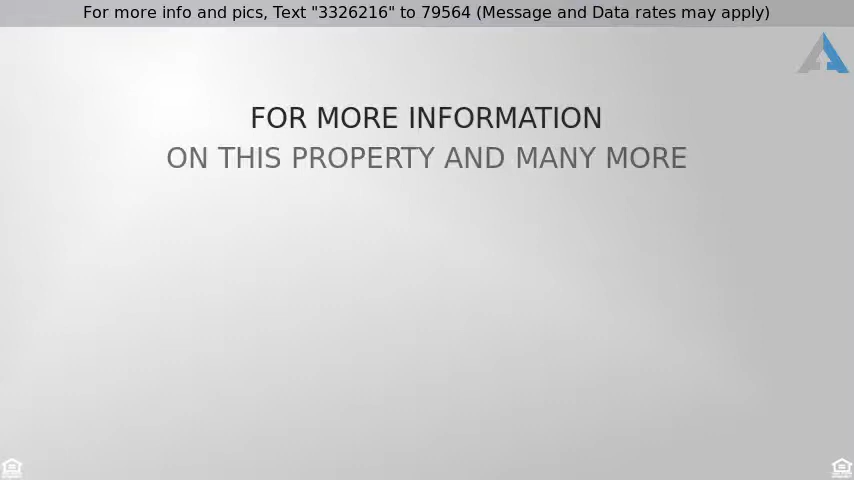 For more info and pics, Text "3326216" to 79564 (Message and Data rates may apply)
FOR MORE INFORMATION
ON THIS PROPERTY AND MANY MORE